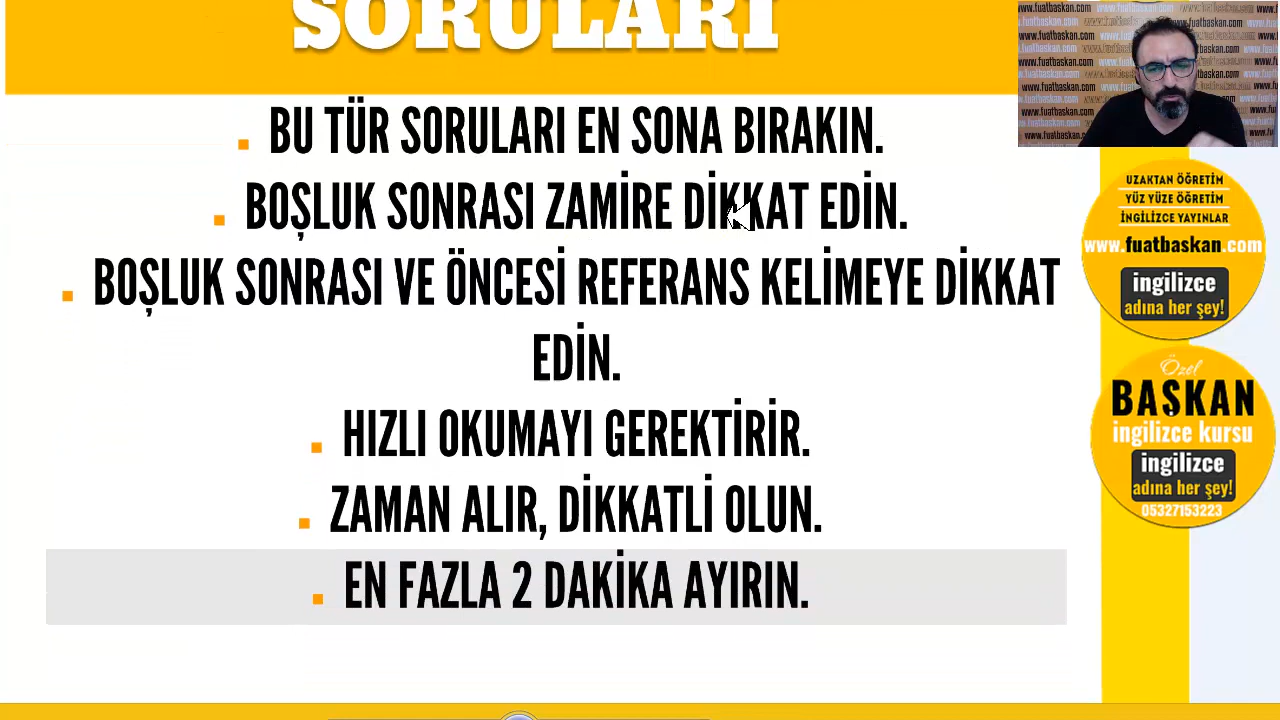 SORULARI
BU TÜR SORULARI EN SONA BIRAKIN.
BOŞLUK SONRASI ZAMİRE DİKKAT EDİN.
BOŞLUK SONRASI VE ÖNCESİ REFERANS KELİMEYE DİKKAT
EDİN.
HIZLI OKUMAYI GEREKTİRİR.
ZAMAN ALIR, DİKKATLİ OLUN.
EN FAZLA 2 DAKİKA AYIRIN.
www.fuatbaskan.com
UZAKTAN ÖĞRETİM
YÜZ YÜZE ÖĞRETİM
İNGİLİZCE YAYINLAR
www.fuatbaskan.com
ingilizce
adına her şey!
Özel
BAŞKAN
ingilizce kursu
ingilizce
adına her şey!
05327153223